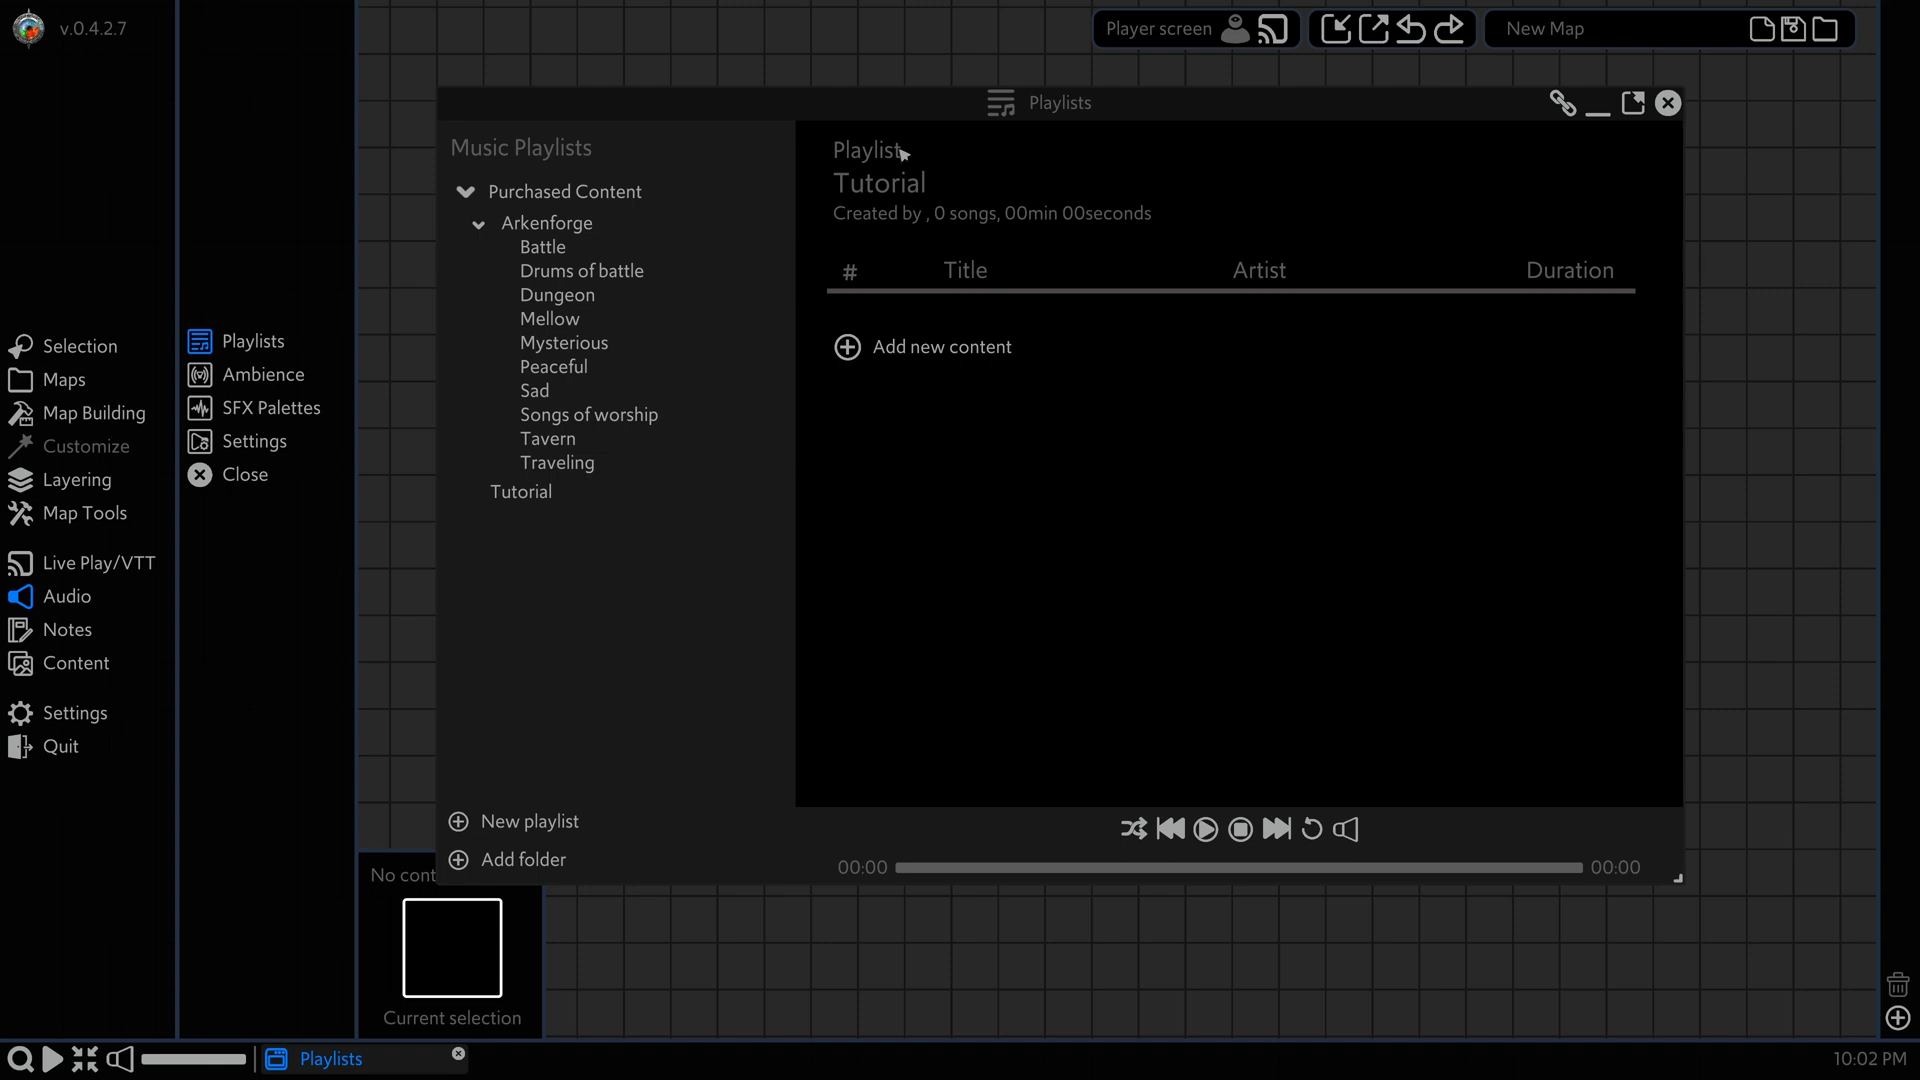 v.0.4.2.7
Player screen
New Map
Playlists
Music Playlists
Purchased Content
Arkenforge
Battle
Drums of battle
Dungeon
Mellow
Mysterious
Peaceful
Sad
Songs of worship
Tavern
Traveling
Tutorial
New playlist
Add folder
Playlist
Tutorial
Created by , 0 songs, 00min 00seconds
# Title Artist Duration
Add new content
00:00 00:00
Selection
Maps
Map Building
Customize
Layering
Map Tools
Live Play/VTT
Audio
Notes
Content
Settings
Quit
Playlists
Ambience
SFX Palettes
Settings
Close
No cont
Current selection
Playlists
10:02 PM